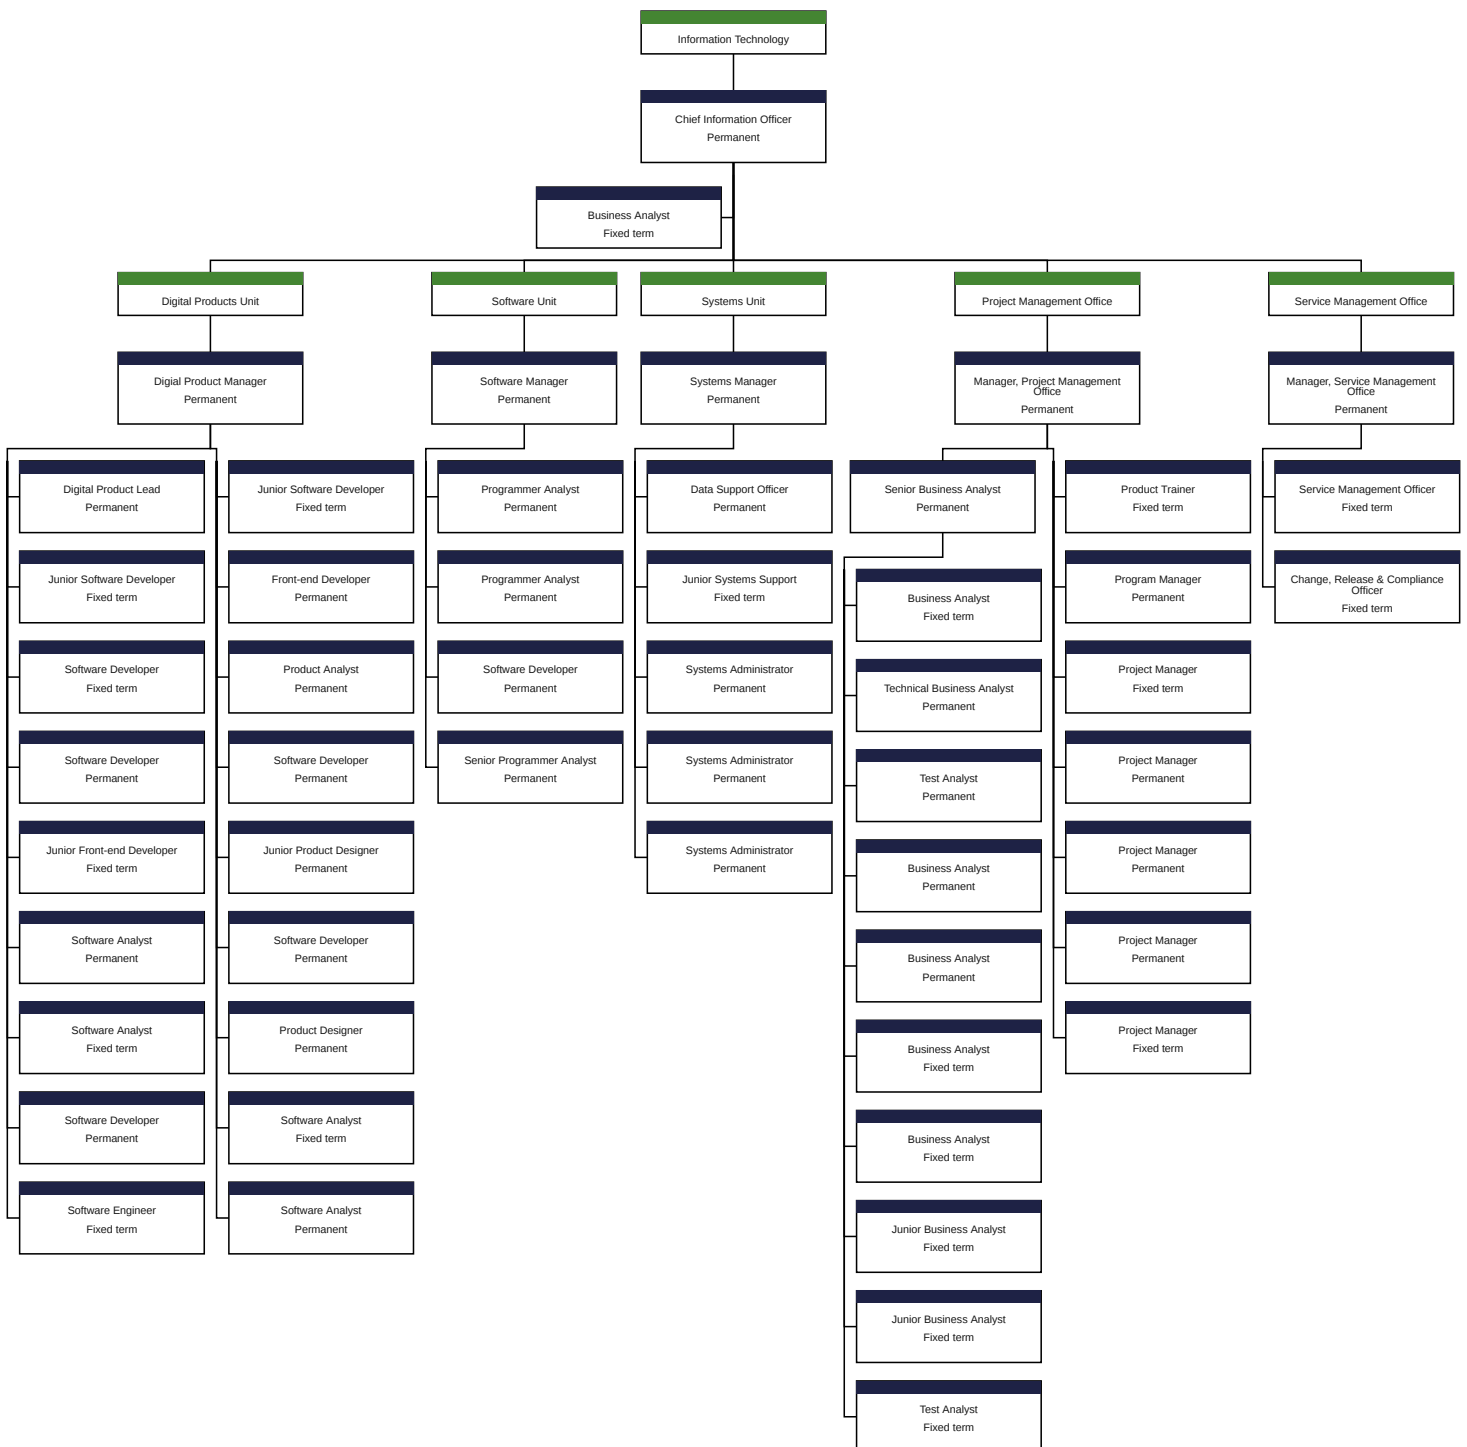 Information Technology
Chief Information Officer
Permanent
Business Analyst
Fixed term
Digital Products Unit
Software Unit
Systems Unit
Project Management Office
Service Management Office
Digial Product Manager
Permanent
Software Manager
Permanent
Systems Manager
Permanent
Manager, Project Management
Office
Permanent
Manager, Service Management
Office
Permanent
Digital Product Lead
Permanent
Junior Software Developer
Fixed term
Software Developer
Fixed term
Software Developer
Permanent
Junior Front-end Developer
Fixed term
Software Analyst
Permanent
Software Analyst
Fixed term
Software Developer
Permanent
Software Engineer
Fixed term
Junior Software Developer
Fixed term
Front-end Developer
Permanent
Product Analyst
Permanent
Software Developer
Permanent
Junior Product Designer
Permanent
Software Developer
Permanent
Product Designer
Permanent
Software Analyst
Fixed term
Software Analyst
Permanent
Programmer Analyst
Permanent
Programmer Analyst
Permanent
Software Developer
Permanent
Senior Programmer Analyst
Permanent
Data Support Officer
Permanent
Junior Systems Support
Fixed term
Systems Administrator
Permanent
Systems Administrator
Permanent
Systems Administrator
Permanent
Senior Business Analyst
Permanent
Business Analyst
Fixed term
Technical Business Analyst
Permanent
Test Analyst
Permanent
Business Analyst
Permanent
Business Analyst
Permanent
Business Analyst
Fixed term
Business Analyst
Fixed term
Junior Business Analyst
Fixed term
Junior Business Analyst
Fixed term
Test Analyst
Fixed term
Product Trainer
Fixed term
Program Manager
Permanent
Project Manager
Fixed term
Project Manager
Permanent
Project Manager
Permanent
Project Manager
Permanent
Project Manager
Fixed term
Service Management Officer
Fixed term
Change, Release & Compliance
Officer
Fixed term